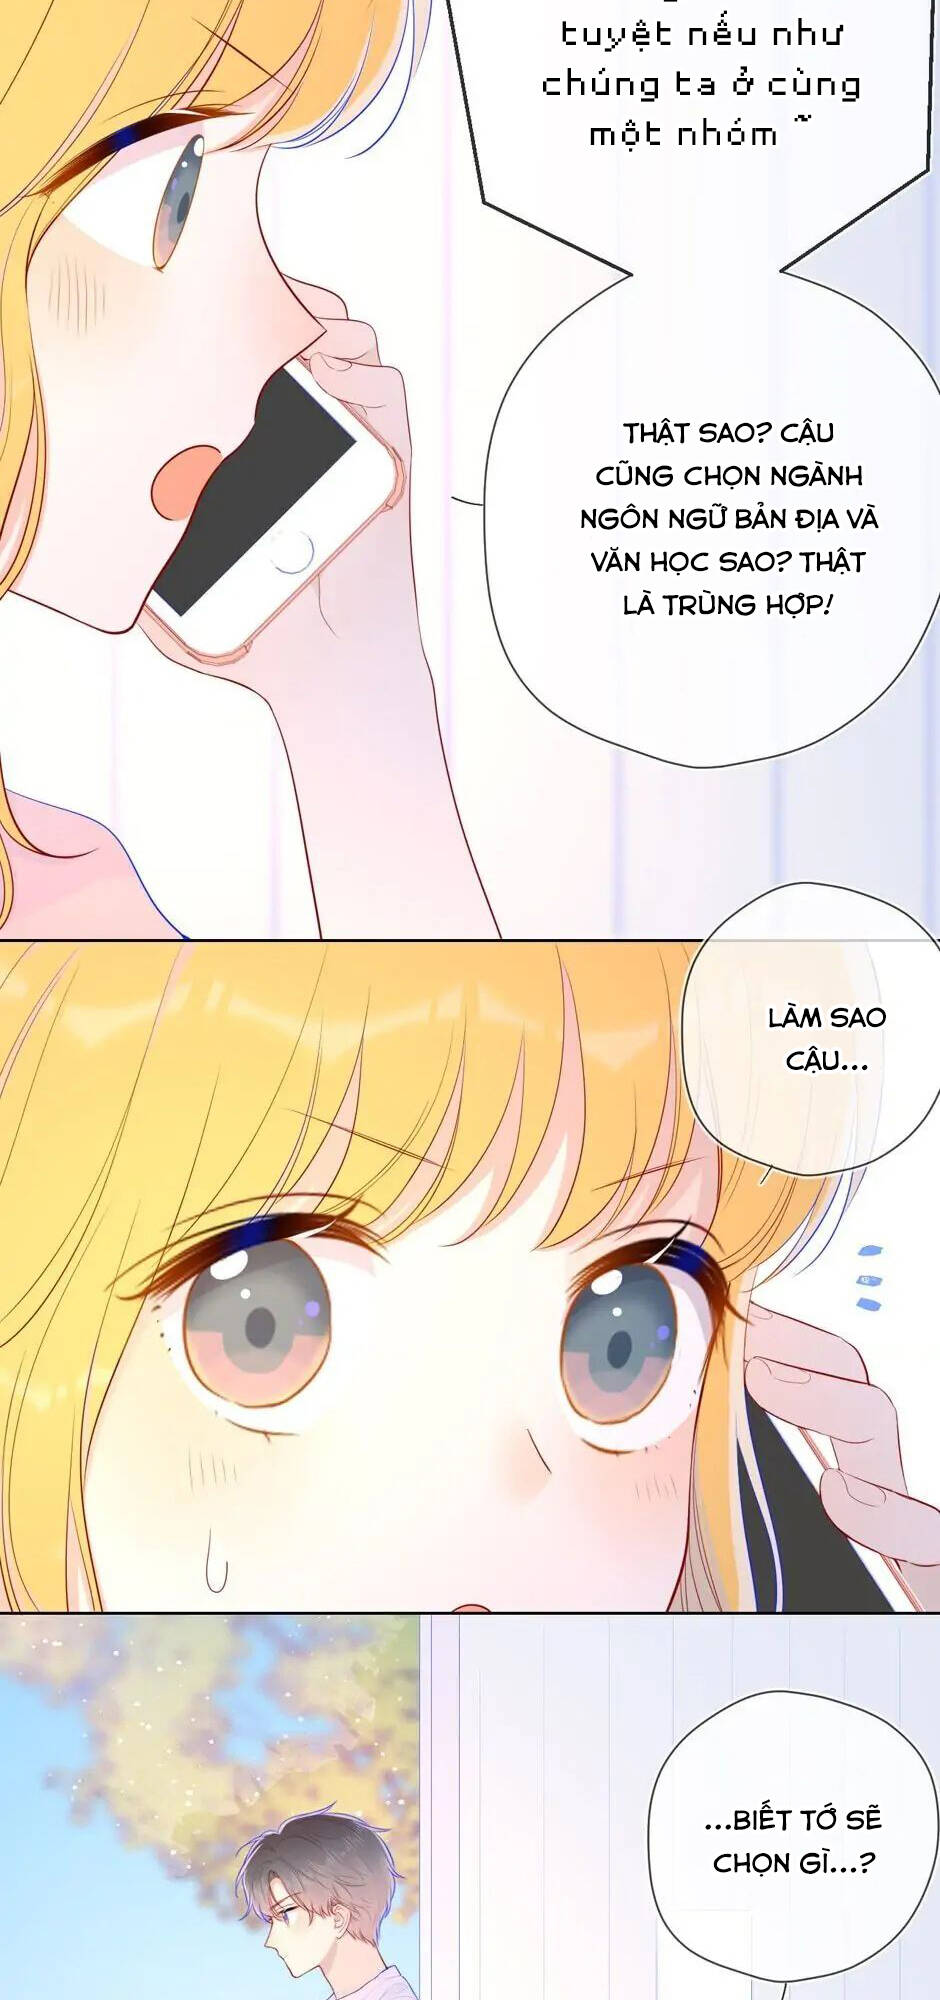 tuyệt nếu như
chúng ta ở cùng
một nhóm ~
THẬT SAO? CẬU
CŨNG CHỌN NGÀNH
NGÔN NGỮ BẢN ĐỊA VÀ
VĂN HỌC SAO? THẬT
LÀ TRÙNG HỢP!
LÀM SAO
CẬU...
...BIẾT TỚ SẼ
CHỌN GÌ...?